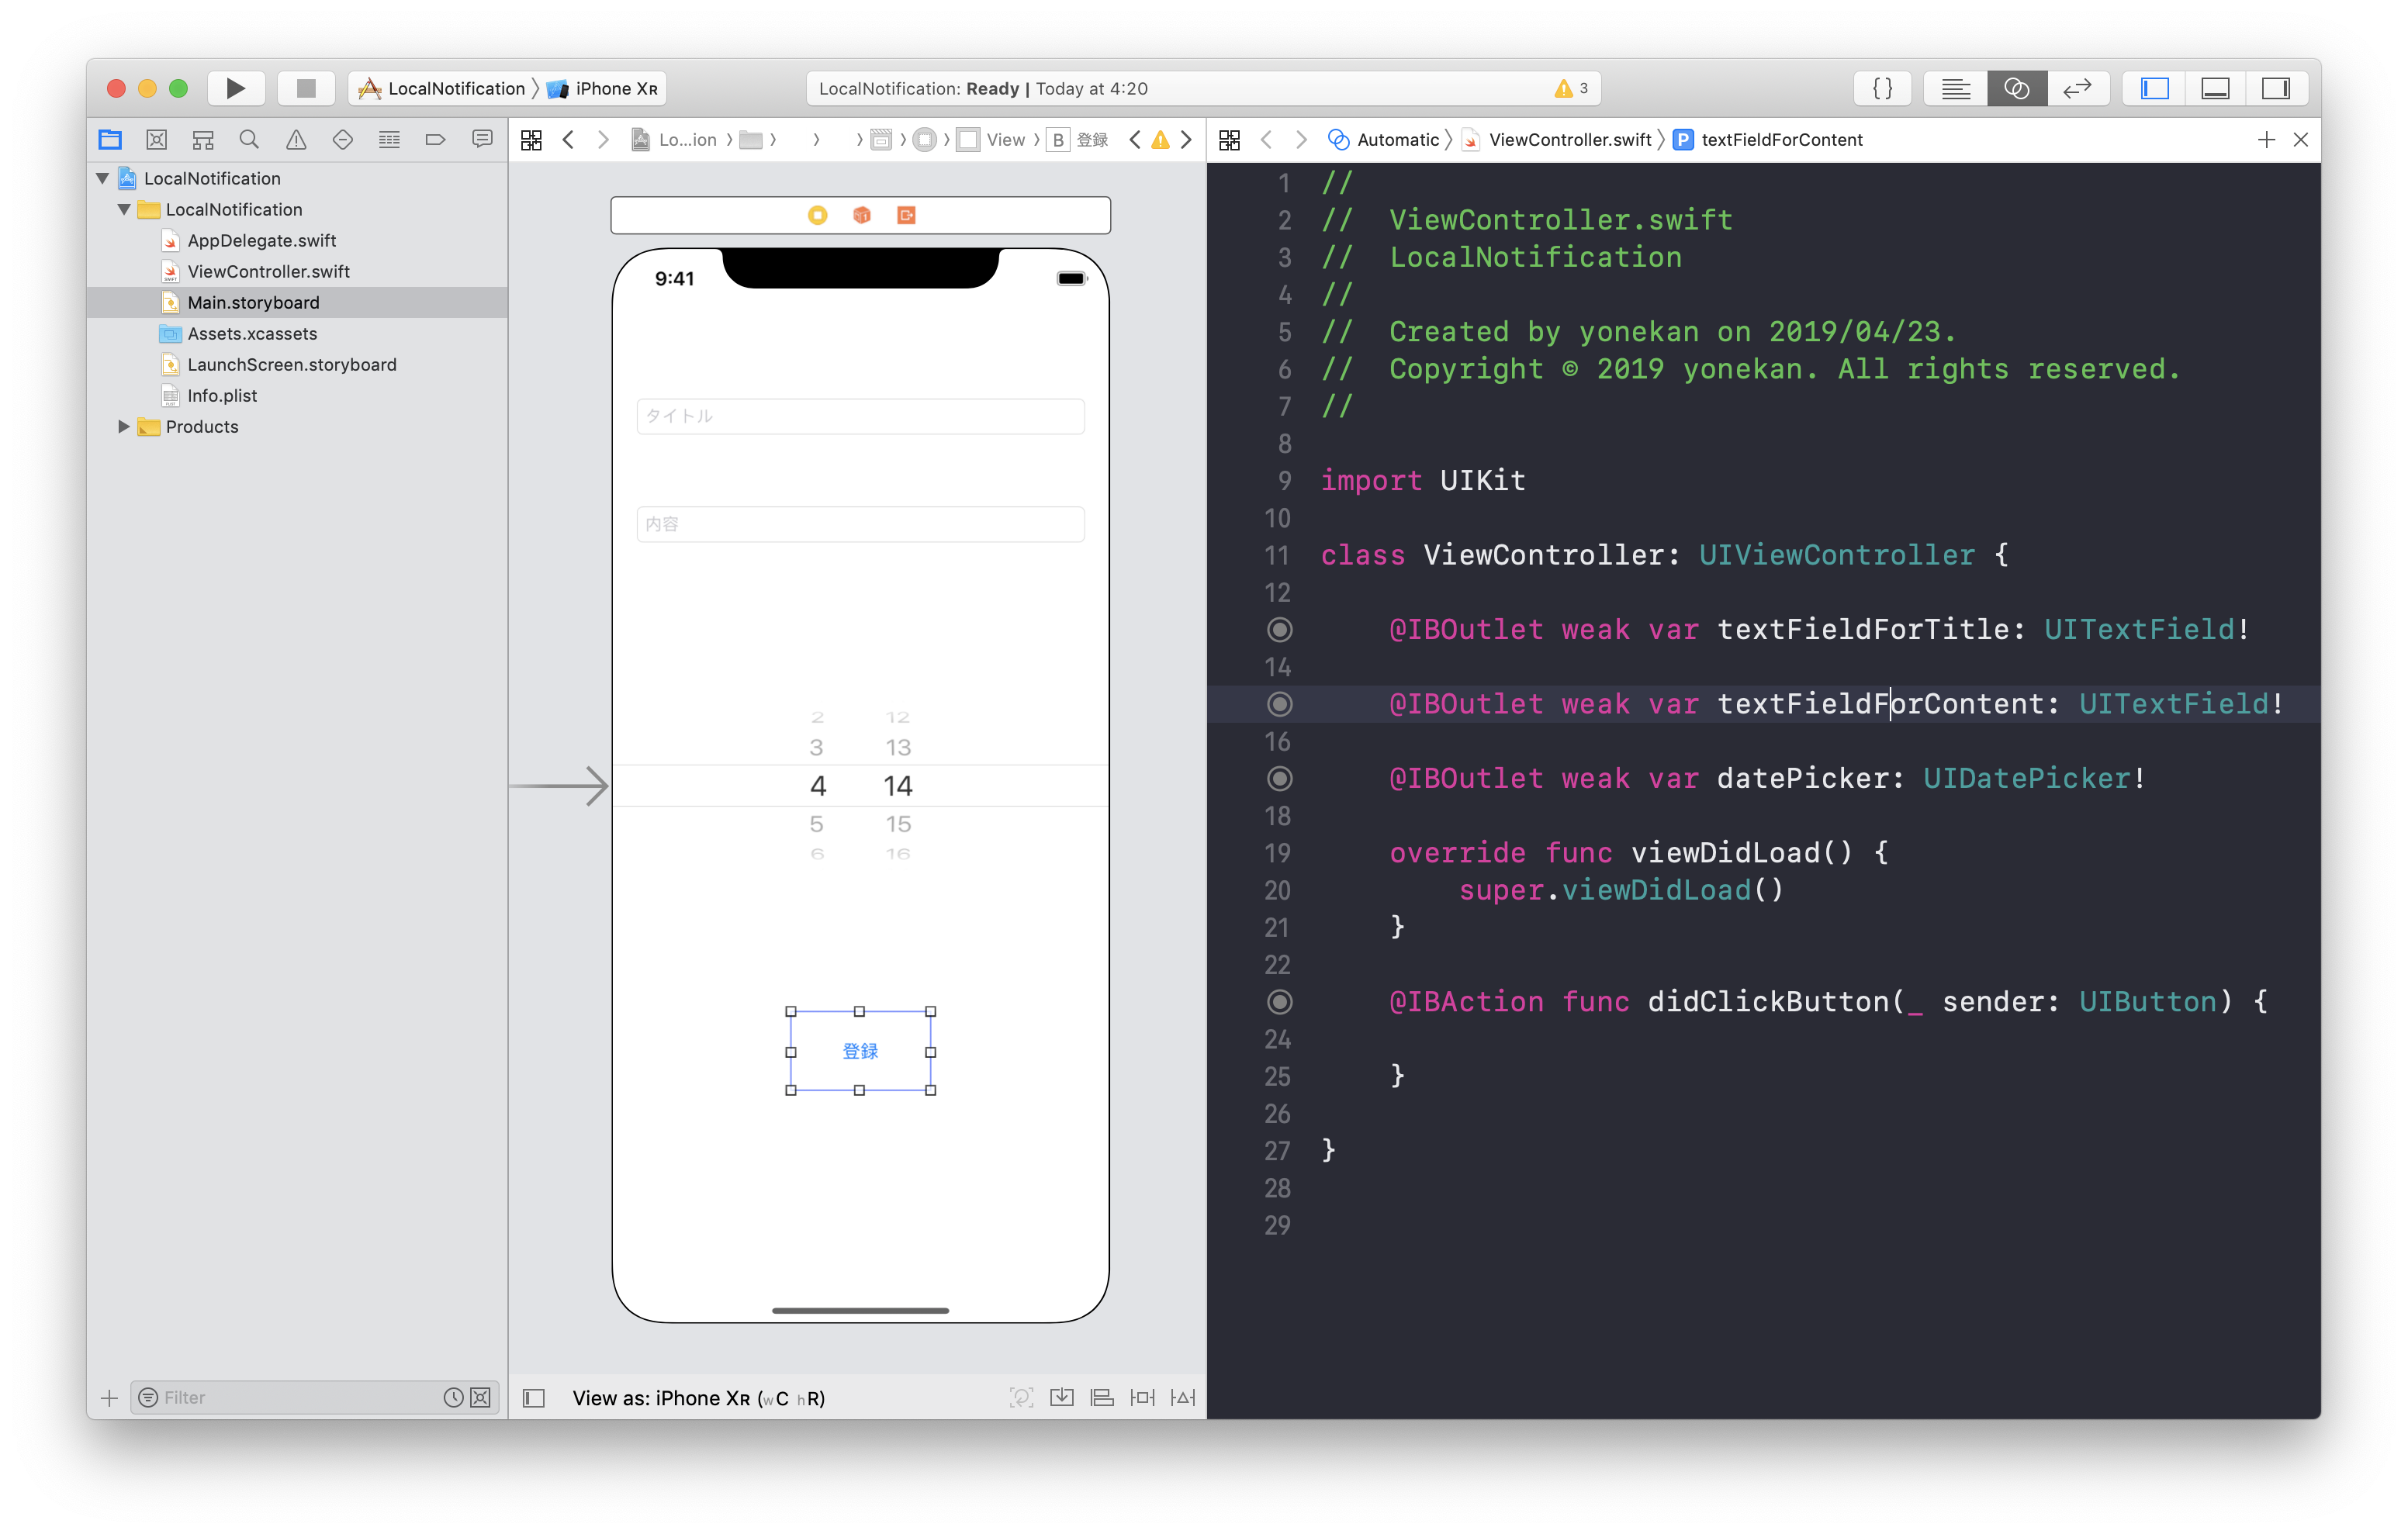 LocalNotification 〉 iPhone XR
LocalNotification: Ready | Today at 4:20
3
{ }
Lo...ion 〉 〉 〉 〉 〉 View 〉 B 登録
Automatic 〉 ViewController.swift 〉 P textFieldForContent
LocalNotification
LocalNotification
AppDelegate.swift
ViewController.swift
Main.storyboard
Assets.xcassets
LaunchScreen.storyboard
Info.plist
Products
Filter
9:41
タイトル
内容
2 12
3 13
4 14
5 15
6 16
登録
View as: iPhone XR (wC hR)
1 //
2 //  ViewController.swift
3 //  LocalNotification
4 //
5 //  Created by yonekan on 2019/04/23.
6 //  Copyright © 2019 yonekan. All rights reserved.
7 //
8
9 import UIKit
10
11 class ViewController: UIViewController {
12
@IBOutlet weak var textFieldForTitle: UITextField!
14
@IBOutlet weak var textFieldForContent: UITextField!
16
@IBOutlet weak var datePicker: UIDatePicker!
18
19 override func viewDidLoad() {
20 super.viewDidLoad()
21 }
22
@IBAction func didClickButton(_ sender: UIButton) {
24
25 }
26
27 }
28
29